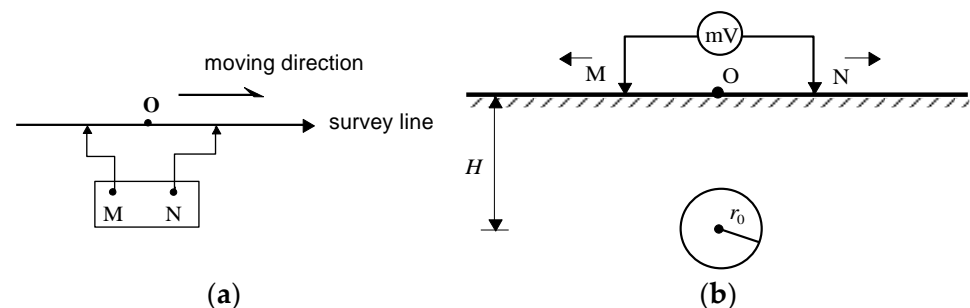 moving direction
O
survey line
M N
(a)
mV
M O N
H
r0
(b)